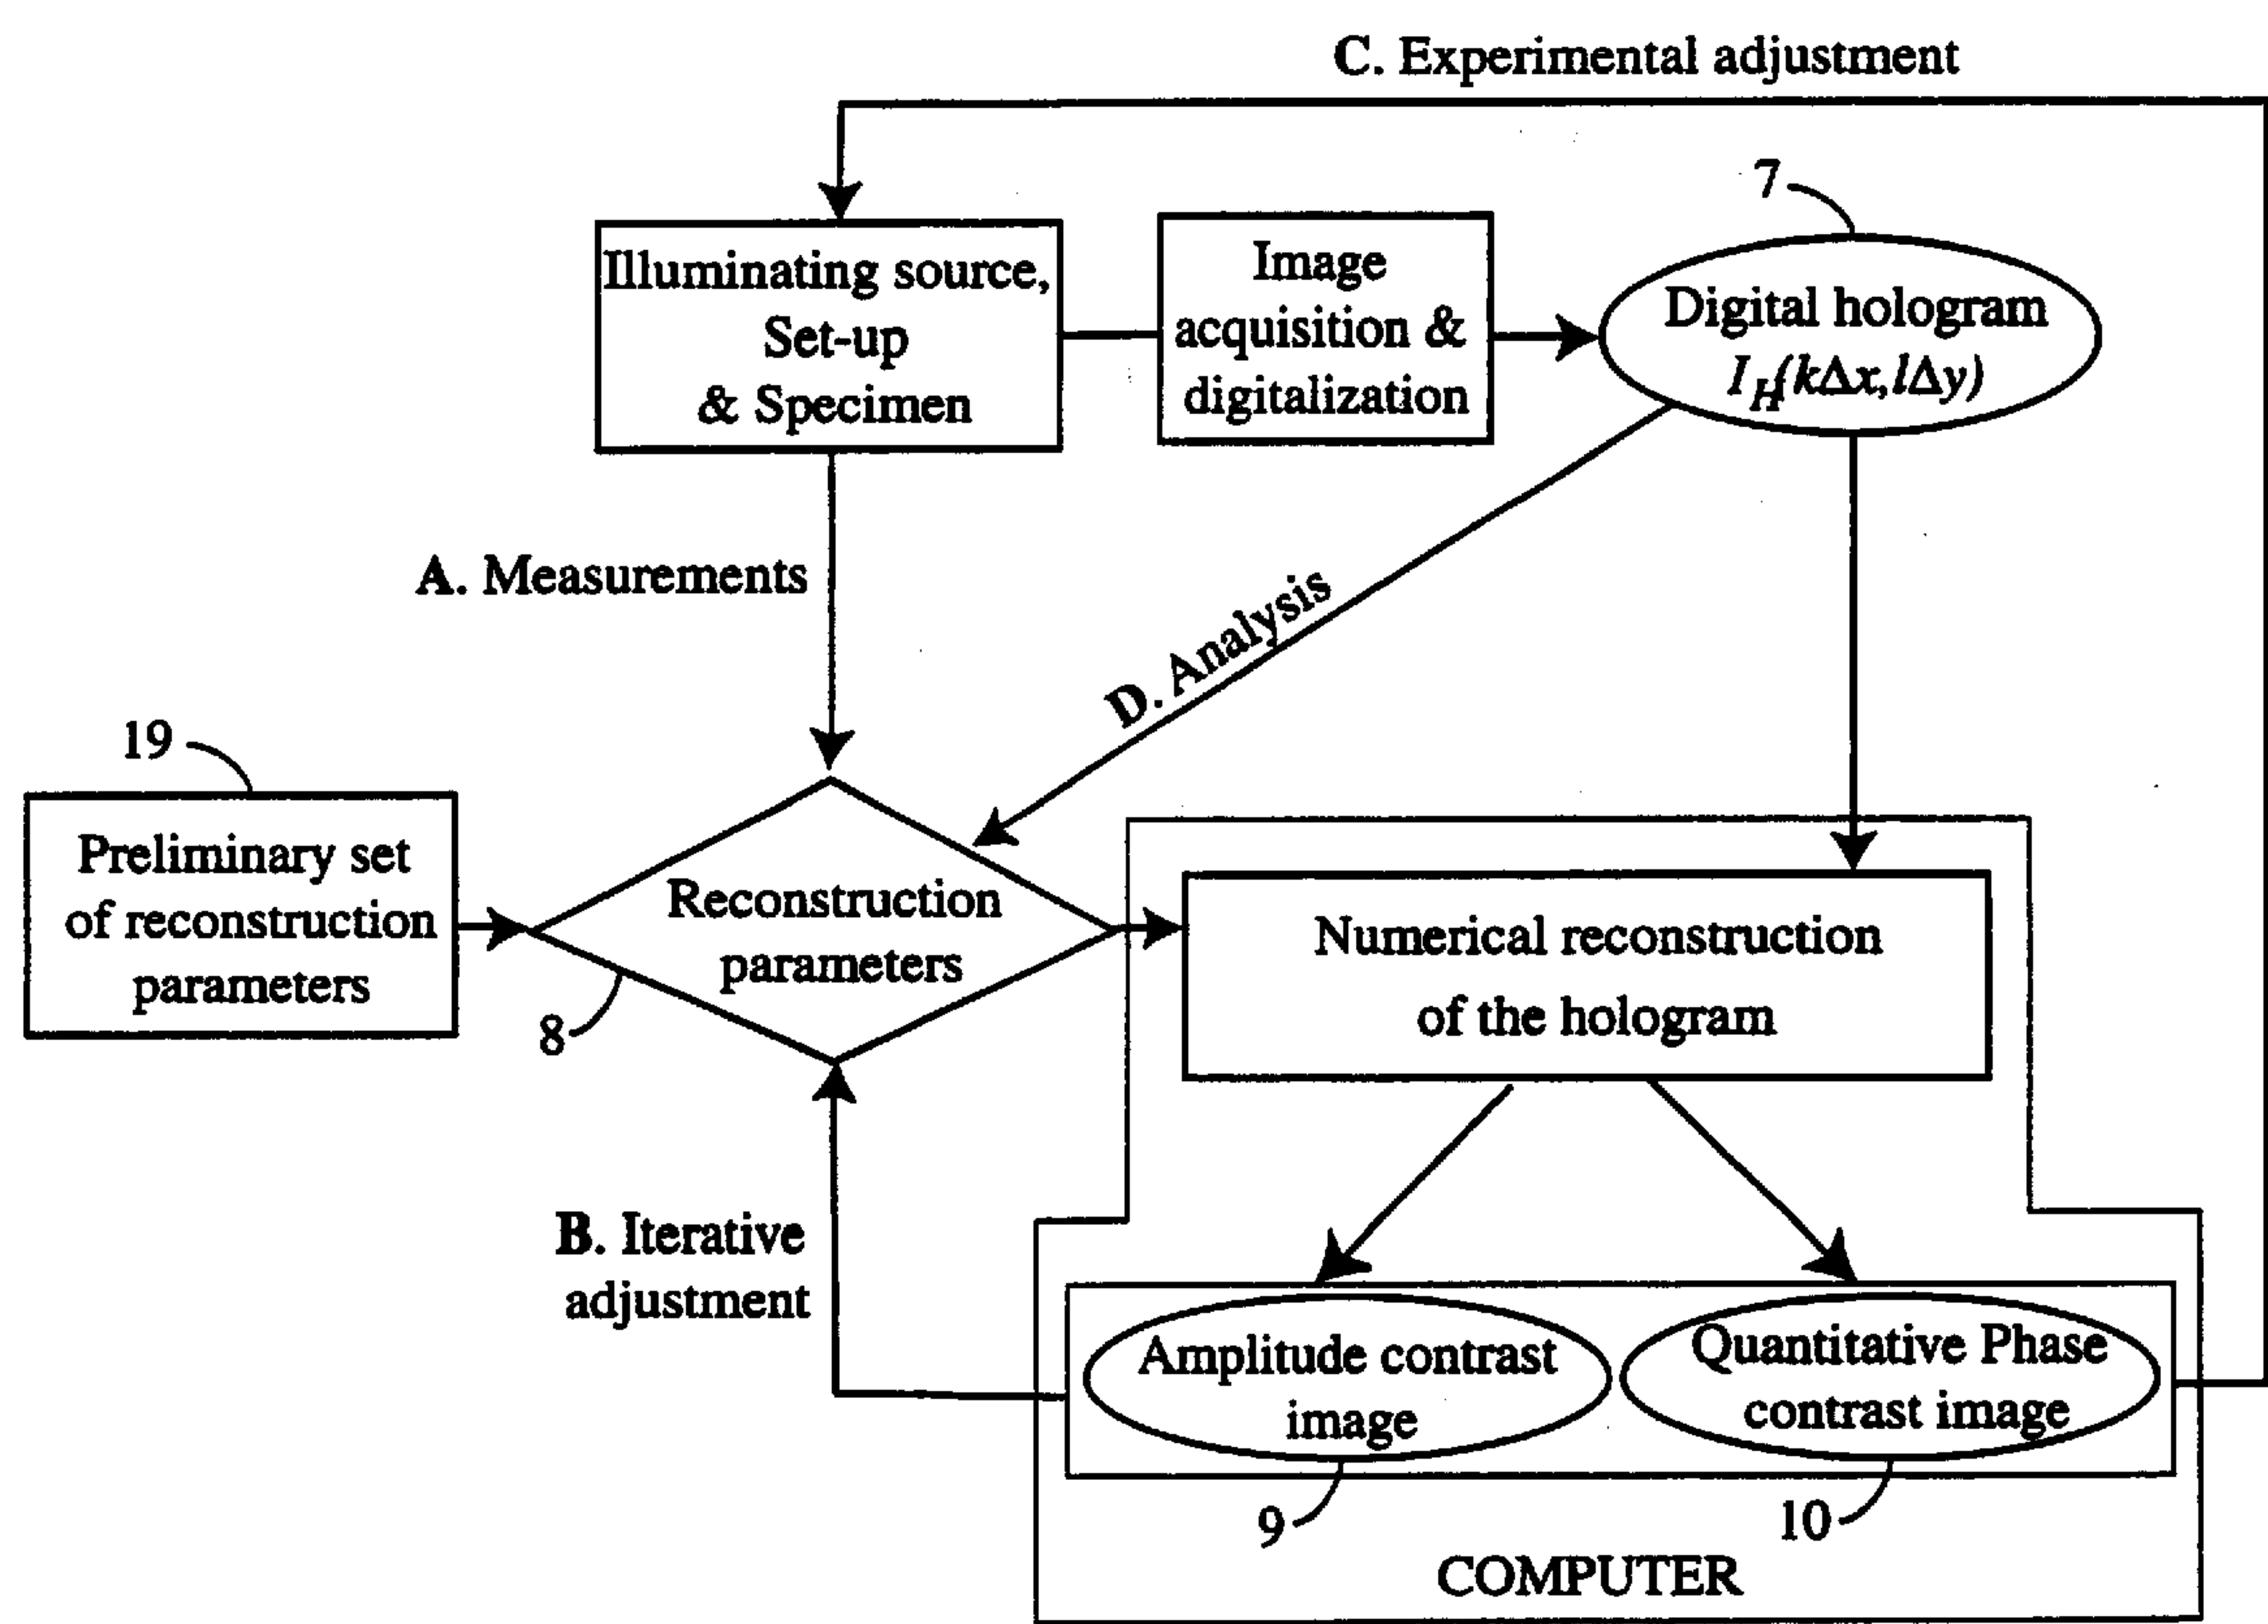 C. Experimental adjustment
7
Illuminating source,
Set-up
& Specimen
Image
acquisition &
digitalization
Digital hologram
I_H(kΔx,lΔy)
A. Measurements
D. Analysis
19
Preliminary set
of reconstruction
parameters
Reconstruction
parameters
8
Numerical reconstruction
of the hologram
B. Iterative
adjustment
Amplitude contrast
image
Quantitative Phase
contrast image
9
10
COMPUTER